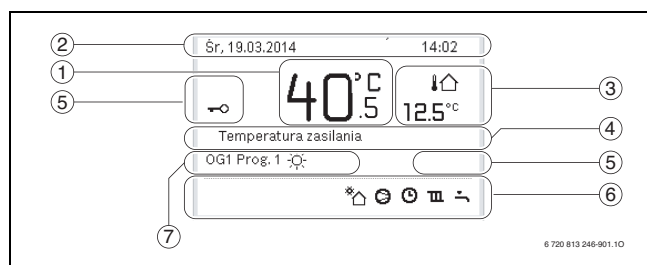 ② Śr, 19.03.2014 14:02
① 40.5 °C
⑤
12.5°C ③
Temperatura zasilania ④
OG1 Prog. 1 ⑤
⑥
⑦
6 720 813 246-901.1O